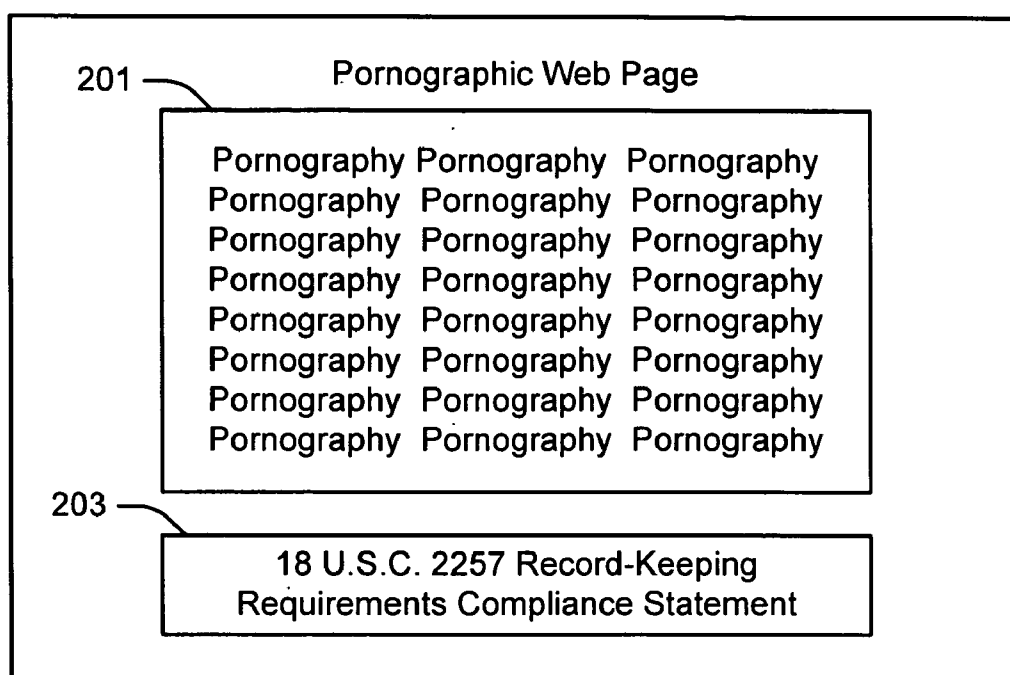 Pornographic Web Page
201
Pornography Pornography Pornography
Pornography Pornography Pornography
Pornography Pornography Pornography
Pornography Pornography Pornography
Pornography Pornography Pornography
Pornography Pornography Pornography
Pornography Pornography Pornography
Pornography Pornography Pornography
203
18 U.S.C. 2257 Record-Keeping
Requirements Compliance Statement